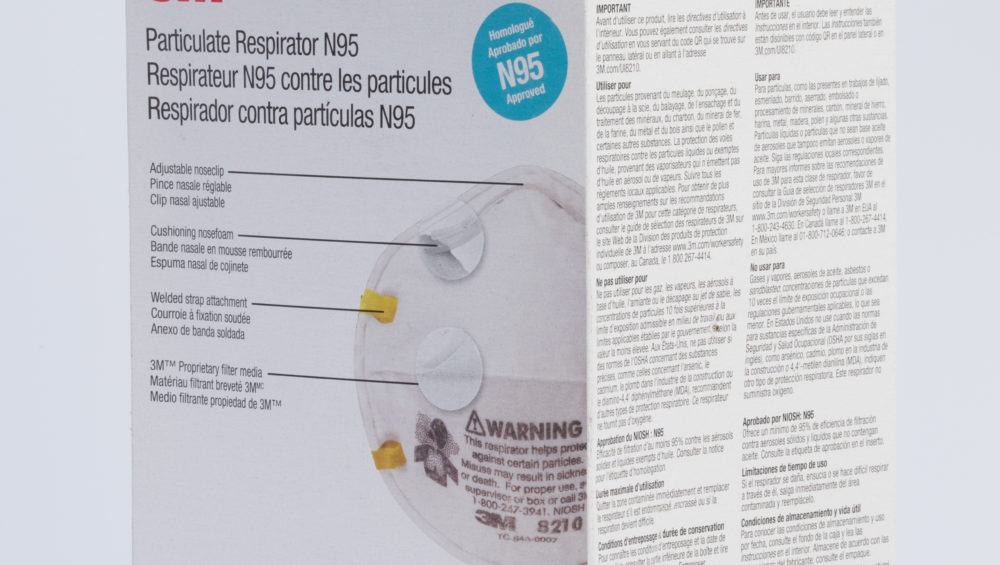 3M
Particulate Respirator N95
Respirateur N95 contre les particules
Respirador contra partículas N95
Homologué
Aprobado por
N95
Approved
Adjustable noseclip
Pince nasale réglable
Clip nasal ajustable
Cushioning nosefoam
Bande nasale en mousse rembourrée
Espuma nasal de cojinete
Welded strap attachment
Courroie à fixation soudée
Anexo de banda soldada
3M™ Proprietary filter media
Matériau filtrant breveté 3Mᴹᶜ
Medio filtrante propiedad de 3M™
WARNING
This respirator helps protec
against certain particles.
Misuse may result in sickne
or death. For proper use, s
supervisor or box or call 3
1-800-247-3941. NIOSH
3M 8210
TC-84A-0007
IMPORTANT
Avant d'utiliser ce produit, lire les directives d'utilisation à
l'intérieur. Vous pouvez également consulter les directives
d'utilisation en vous servant du code QR qui se trouve sur
le panneau latéral ou en allant à l'adresse
3M.com/UI8210.
Utiliser pour
Les particules provenant du meulage, du ponçage, du
découpage à la scie, du balayage, de l'ensachage et du
traitement des minéraux, du charbon, du minerai de fer,
de la farine, du métal et du bois ainsi que le pollen et
certaines autres substances. La protection des voies
respiratoires contre les particules liquides ou exemptes
d'huile, provenant des vaporisateurs qui n'émettent pas
d'huile en aérosol ou de vapeurs. Suivre tous les
règlements locaux applicables. Pour obtenir de plus
amples renseignements sur les recommandations
d'utilisation de 3M pour cette catégorie de respirateurs,
consulter le guide de sélection des respirateurs de 3M sur
le site Web de la Division des produits de protection
individuelle de 3M à l'adresse www.3m.com/workersafety
ou composer, au Canada, le 1 800 267-4414.
Ne pas utiliser pour
Ne pas utiliser pour les gaz, les vapeurs, les aérosols à
base d'huile, l'amiante ou le décapage au jet de sable, les
concentrations de particules 10 fois supérieures à la
limite d'exposition admissible en milieu de travail ou aux
limites applicables établies par le gouvernement, selon la
valeur la moins élevée. Aux États-Unis, ne pas utiliser si
des normes de l'OSHA concernant des substances
précises, comme celles concernant l'arsenic, le
cadmium, le plomb dans l'industrie de la construction ou
le diamino-4,4' diphénylméthane (MDA), recommandent
d'autres types de protection respiratoire. Ce respirateur
ne fournit pas d'oxygène.
Approbation du NIOSH : N95
Efficacité de filtration d'au moins 95% contre les aérosols
solides et liquides exempts d'huile. Consulter la notice
pour l'étiquette d'homologation
Durée maximale d'utilisation
Quitter la zone contaminée immédiatement et remplacer
le respirateur s'il est endommagé, encrassé ou si la
respiration devient difficile.
Conditions d'entreposage & durée de conservation
Pour connaître les conditions d'entreposage et la date de
IMPORTANTE
Antes de usar, el usuario debe leer y entender las
instrucciones en el interior. Las instrucciones también
están disponibles con código QR en el panel lateral o en
3M.com/UI8210.
Usar para
Para partículas, como las presentes en trabajos de lijado,
esmerilado, barrido, aserrado, embolsado o
procesamiento de minerales, carbón, mineral de hierro,
harina, metal, madera, polen y algunas otras sustancias.
Partículas líquidas o partículas que no sean base aceite
de aerosoles que tampoco emitan aerosoles o vapores de
aceite. Siga las regulaciones locales correspondientes.
Para mayores informes sobre las recomendaciones de
uso de 3M para esta clase de respirador, favor de
consultar la Guía de selección de respiradores 3M en el
sitio de la División de Seguridad Personal 3M
www.3m.com/workersafety o llame a 3M en EUA al
1-800-243-4630. En Canadá llame al 1-800-267-4414.
En México llame al 01-800-712-0646; o contacte a 3M
en su país.
No usar para
Gases y vapores, aerosoles de aceite, asbestos o
sandblasteo; concentraciones de partículas que excedan
10 veces el límite de exposición ocupacional o las
regulaciones gubernamentales aplicables, lo que sea
menor. En Estados Unidos no use cuando las normas
para sustancias específicas de la Administración de
Seguridad y Salud Ocupacional (OSHA por sus siglas en
inglés), como arsénico, cadmio, plomo en la industria de
la construcción o 4,4'-metilen dianilina (MDA), indiquen
otro tipo de protección respiratoria. Este respirador no
suministra oxígeno.
Aprobado por NIOSH: N95
Ofrece un mínimo de 95% de eficiencia de filtración
contra aerosoles sólidos y líquidos que no contengan
aceite. Consulte la etiqueta de aprobación en el inserto.
Limitaciones de tiempo de uso
Si el respirador se daña, ensucia o se hace difícil respirar
a través de él, salga inmediatamente del área
contaminada y reemplácelo.
Condiciones de almacenamiento y vida útil
Para conocer las condiciones de almacenamiento y uso
por fecha, consulte el fondo de la caja y lea las
instrucciones en el interior. Almacene de acuerdo con las